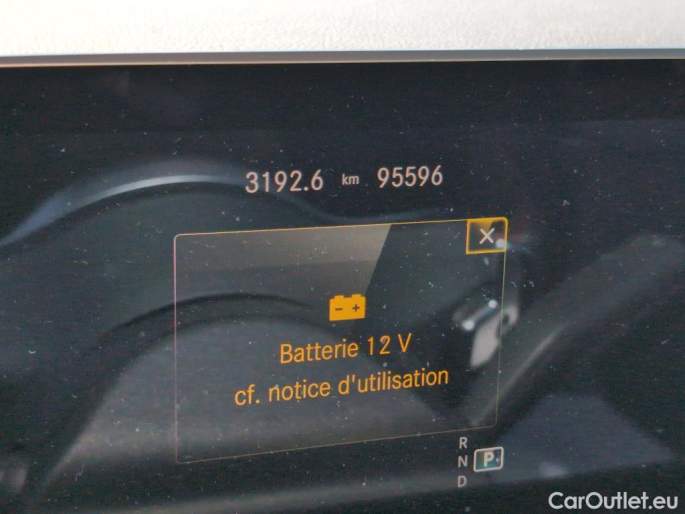 3192.6 km 95596
Batterie 12 V
cf. notice d'utilisation
R
N P
D
CarOutlet.eu